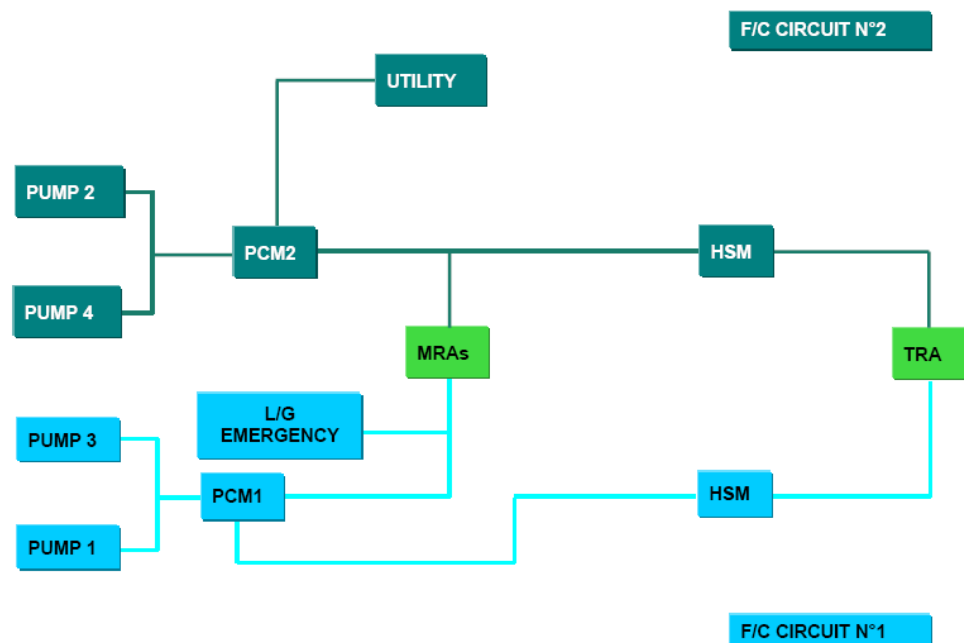 F/C CIRCUIT N°2
UTILITY
PUMP 2
PCM2
HSM
PUMP 4
MRAs
TRA
L/G
EMERGENCY
PUMP 3
PCM1
HSM
PUMP 1
F/C CIRCUIT N°1